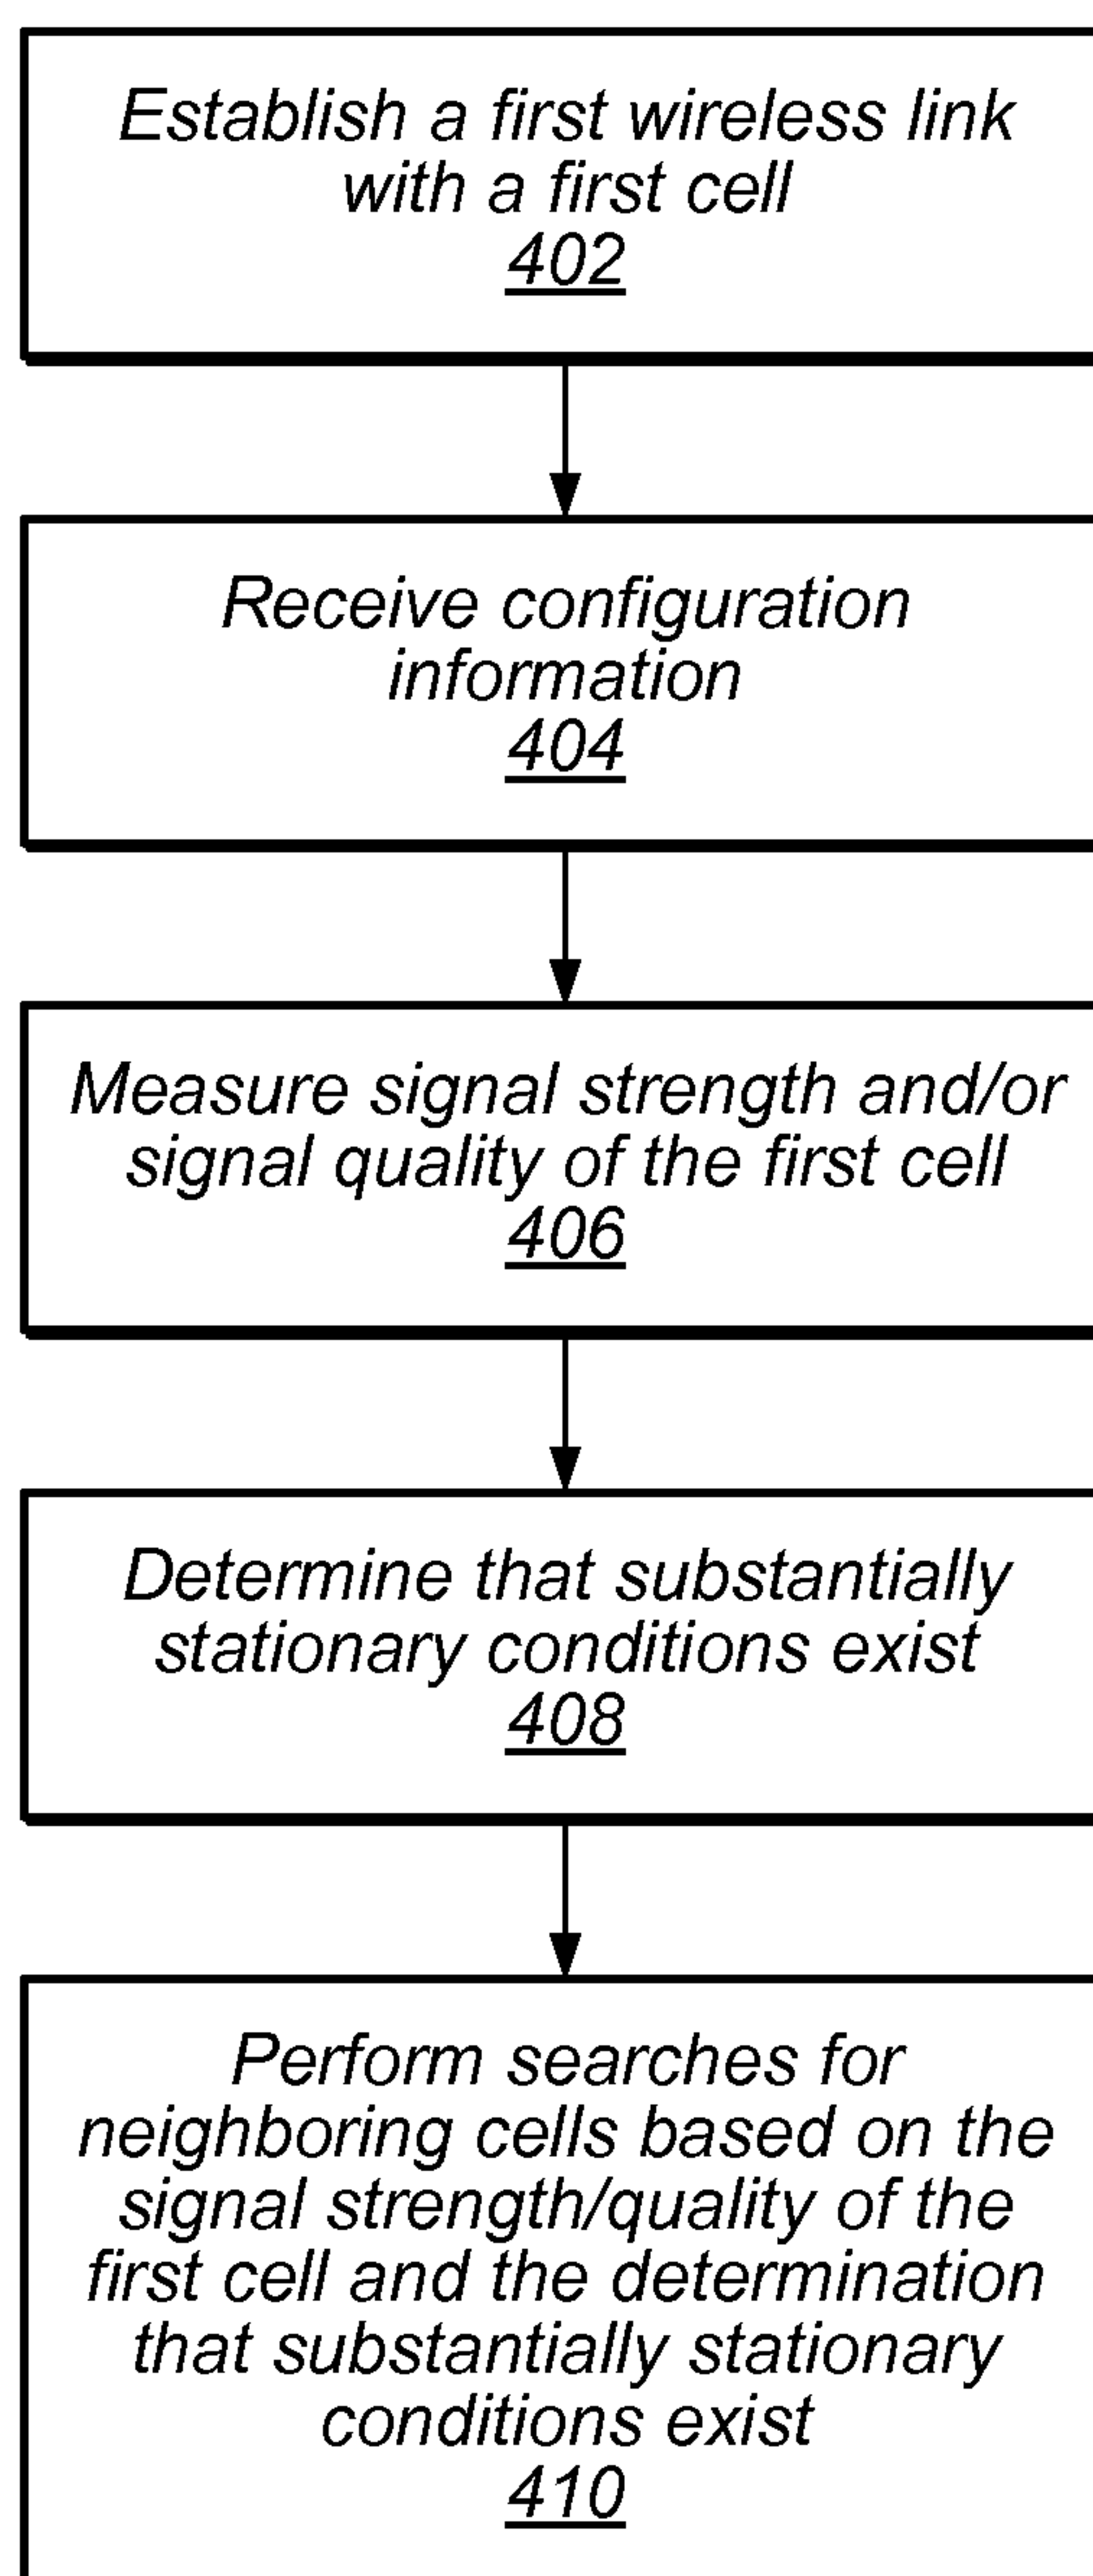 Establish a first wireless link
with a first cell
402
Receive configuration
information
404
Measure signal strength and/or
signal quality of the first cell
406
Determine that substantially
stationary conditions exist
408
Perform searches for
neighboring cells based on the
signal strength/quality of the
first cell and the determination
that substantially stationary
conditions exist
410